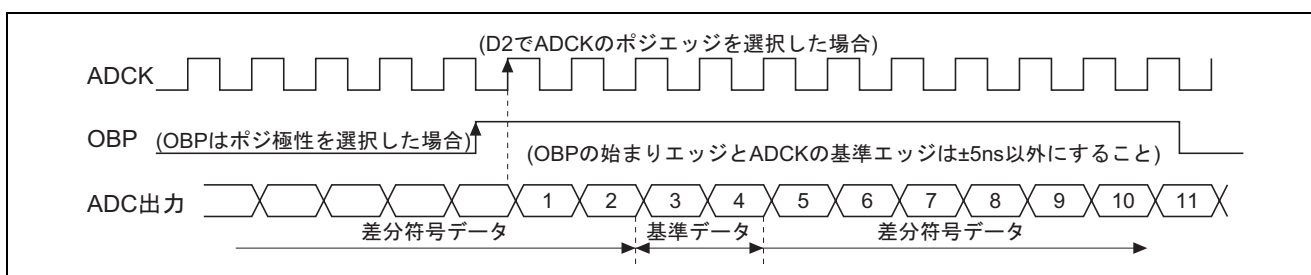 (D2でADCKのポジエッジを選択した場合)
ADCK
OBP (OBPはポジ極性を選択した場合)
(OBPの始まりエッジとADCKの基準エッジは±5ns以外にすること)
ADC出力 1 2 3 4 5 6 7 8 9 10 11
差分符号データ 基準データ 差分符号データ